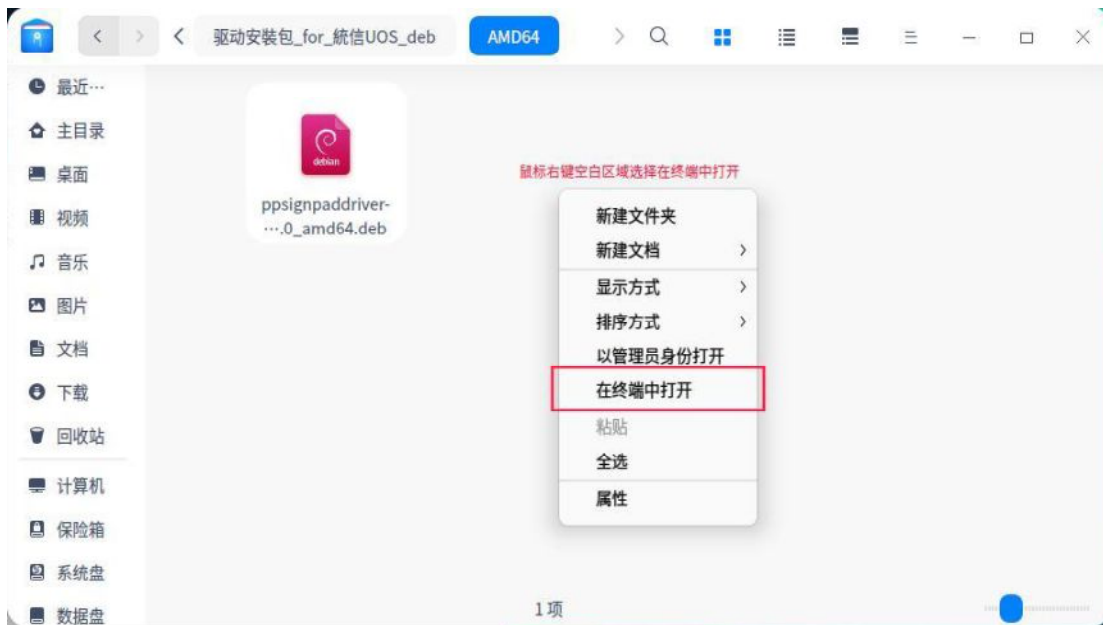 驱动安裝包_for_統信UOS_deb
AMD64
最近…
主目录
桌面
视频
音乐
图片
文档
下载
回收站
计算机
保险箱
系统盘
数据盘
debian
ppsignpaddriver-
….0_amd64.deb
鼠标右键空白区域选择在终端中打开
新建文件夹
新建文档
显示方式
排序方式
以管理员身份打开
在终端中打开
粘贴
全选
属性
1项